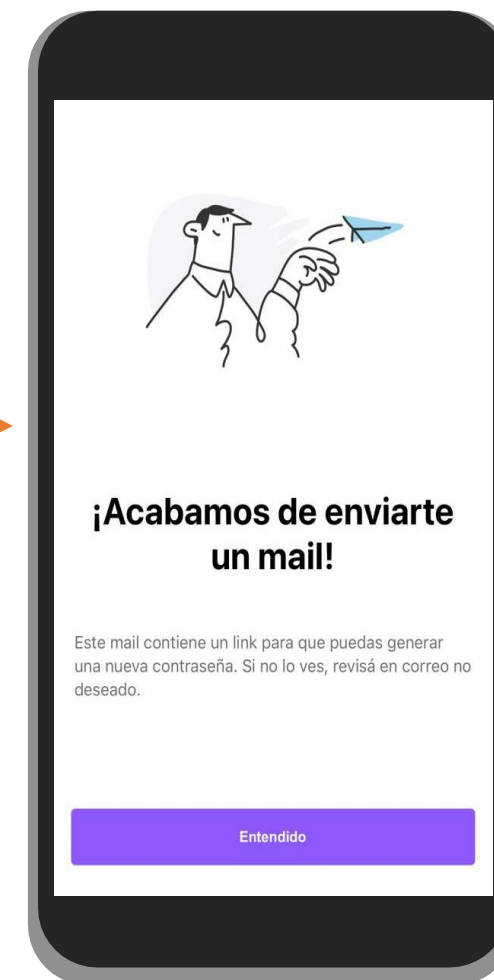 ¡Acabamos de enviarte
un mail!
Este mail contiene un link para que puedas generar
una nueva contraseña. Si no lo ves, revisá en correo no
deseado.
Entendido